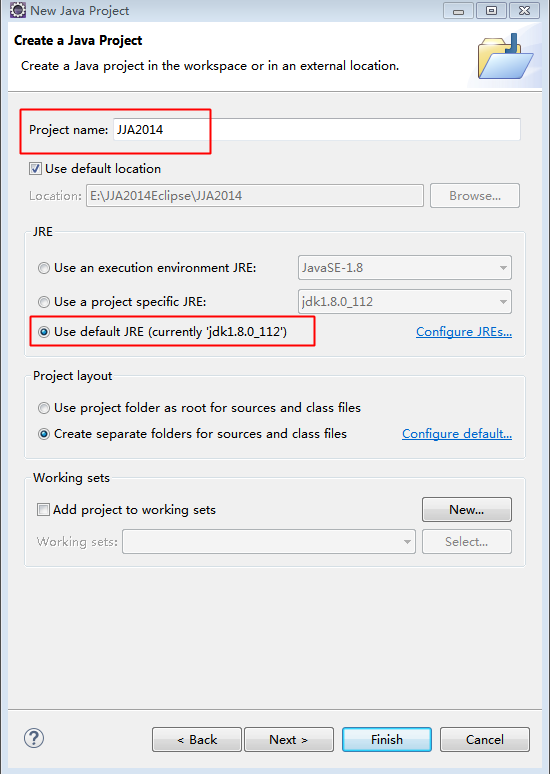 New Java Project
Create a Java Project
Create a Java project in the workspace or in an external location.
Project name: JJA2014
Use default location
Location: E:\JJA2014Eclipse\JJA2014 Browse...
JRE
Use an execution environment JRE: JavaSE-1.8
Use a project specific JRE: jdk1.8.0_112
Use default JRE (currently 'jdk1.8.0_112') Configure JREs...
Project layout
Use project folder as root for sources and class files
Create separate folders for sources and class files Configure default...
Working sets
Add project to working sets New...
Working sets: Select...
? < Back Next > Finish Cancel